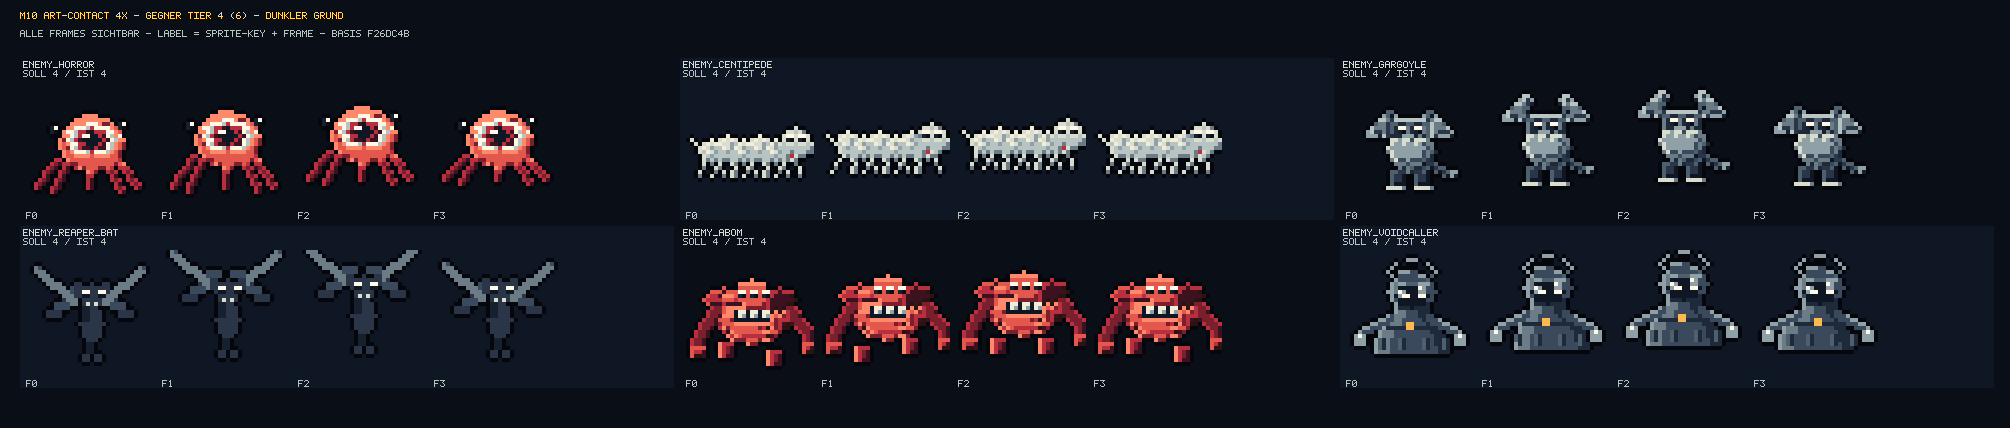 M10 ART-CONTACT 4X - GEGNER TIER 4 (6) - DUNKLER GRUND
ALLE FRAMES SICHTBAR - LABEL = SPRITE-KEY + FRAME - BASIS F26DC4B
ENEMY_HORROR
SOLL 4 / IST 4
F0 F1 F2 F3
ENEMY_CENTIPEDE
SOLL 4 / IST 4
F0 F1 F2 F3
ENEMY_GARGOYLE
SOLL 4 / IST 4
F0 F1 F2 F3
ENEMY_REAPER_BAT
SOLL 4 / IST 4
F0 F1 F2 F3
ENEMY_ABOM
SOLL 4 / IST 4
F0 F1 F2 F3
ENEMY_VOIDCALLER
SOLL 4 / IST 4
F0 F1 F2 F3